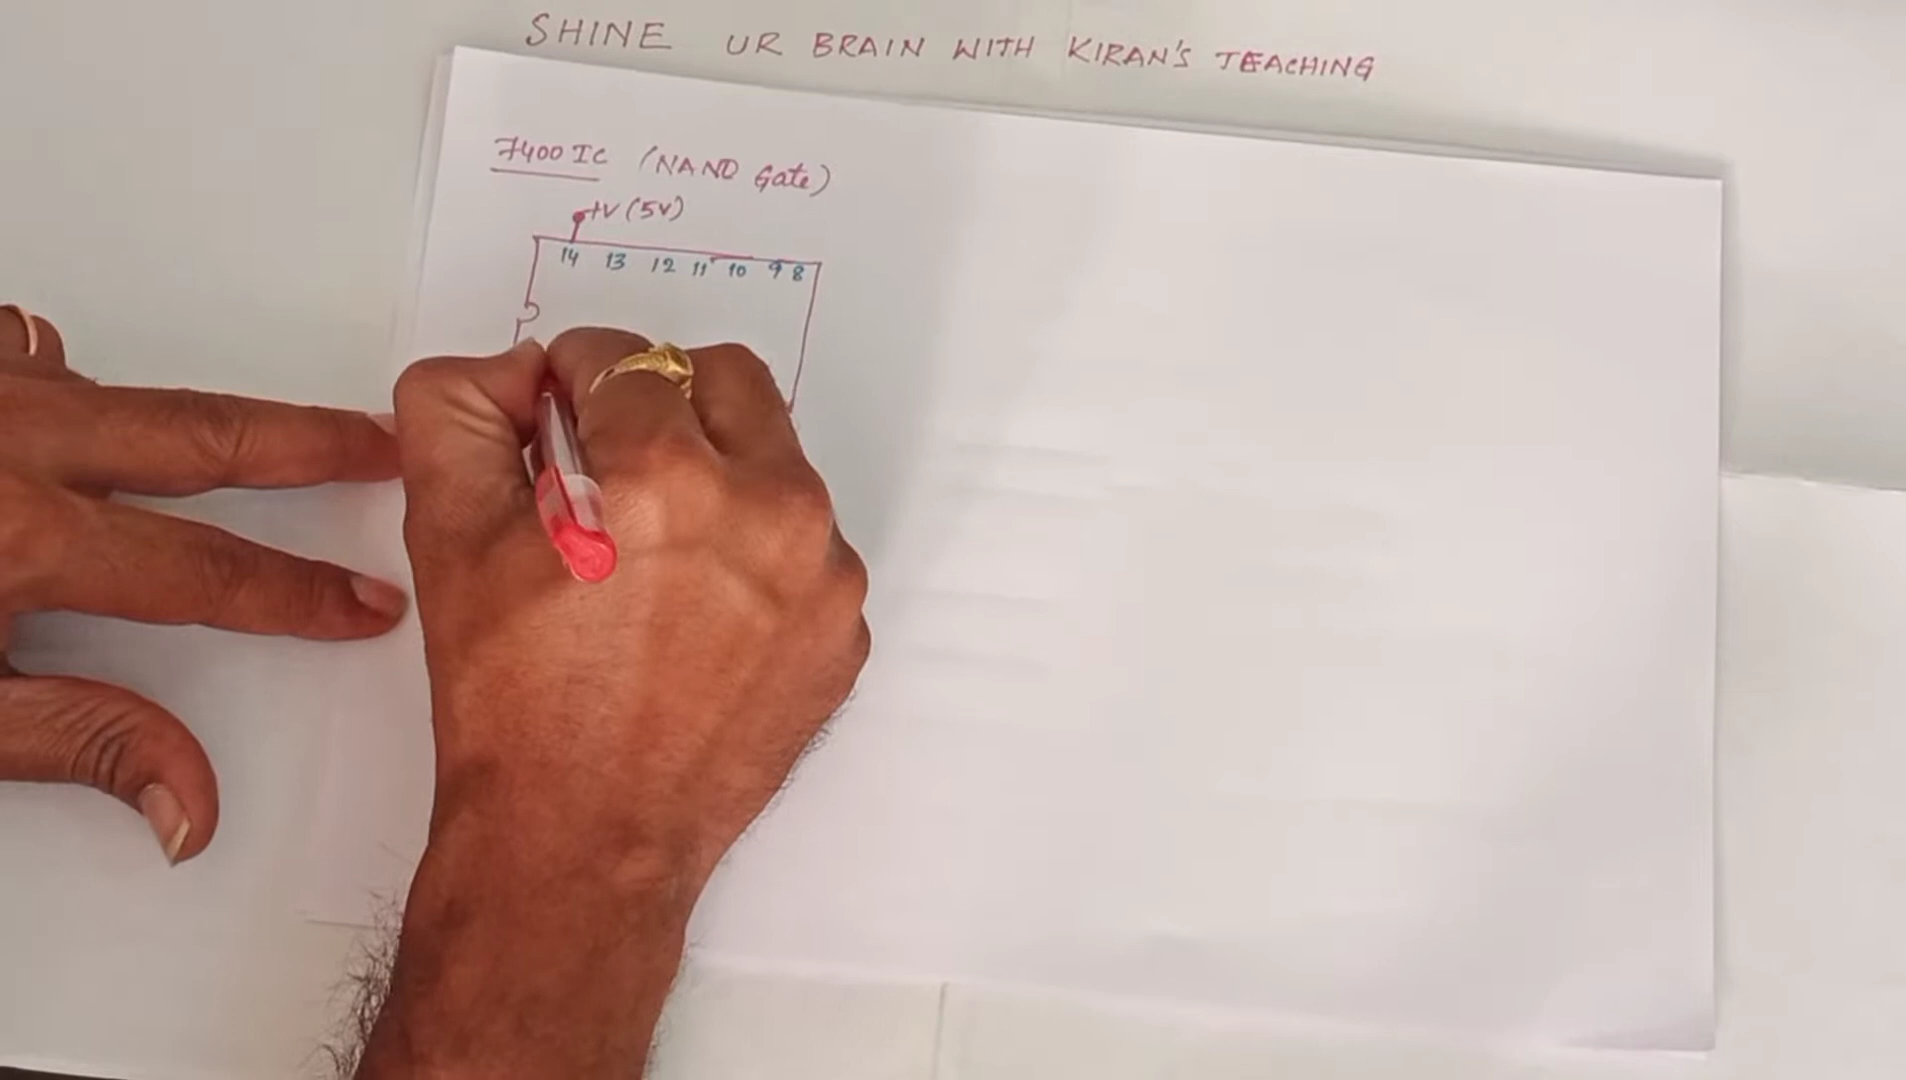 SHINE UR BRAIN WITH KIRAN'S TEACHING
7400 IC (NAND Gate)
+V (5V)
14 13 12 11 10 9 8